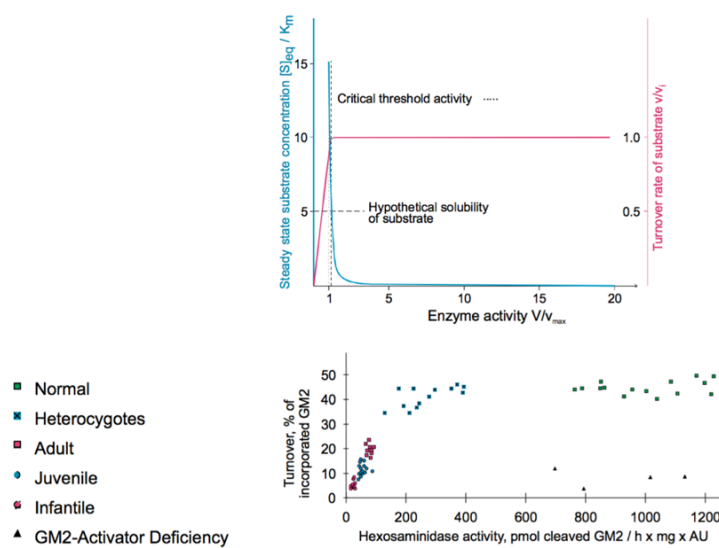 Steady state substrate concentration [S]eq / Km
15
10
5
Critical threshold activity
Hypothetical solubility
of substrate
1.0
0.5
Turnover rate of substrate v/vi
1
5
10
15
20
Enzyme activity V/vmax
Normal
Heterocygotes
Adult
Juvenile
Infantile
GM2-Activator Deficiency
Turnover, % of
incorporated GM2
50
40
30
20
10
0
0
200
400
600
800
1000
1200
Hexosaminidase activity, pmol cleaved GM2 / h x mg x AU